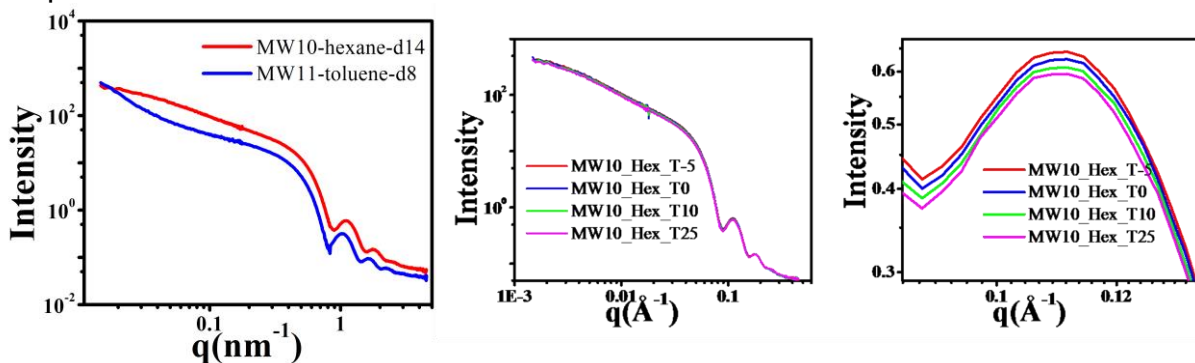 10^4
10^2
10^0
10^-2
Intensity
MW10-hexane-d14
MW11-toluene-d8
0.1
1
q(nm^-1)
10^2
10^0
Intensity
MW10_Hex_T-5
MW10_Hex_T0
MW10_Hex_T10
MW10_Hex_T25
1E-3
0.01
0.1
q(Å^-1)
0.6
0.5
0.4
0.3
Intensity
MW10_Hex_T-5
MW10_Hex_T0
MW10_Hex_T10
MW10_Hex_T25
0.1
0.12
q(Å^-1)